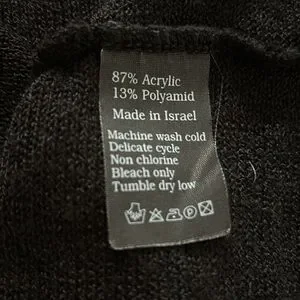 87% Acrylic
13% Polyamid
Made in Israel
Machine wash cold
Delicate cycle
Non chlorine
Bleach only
Tumble dry low